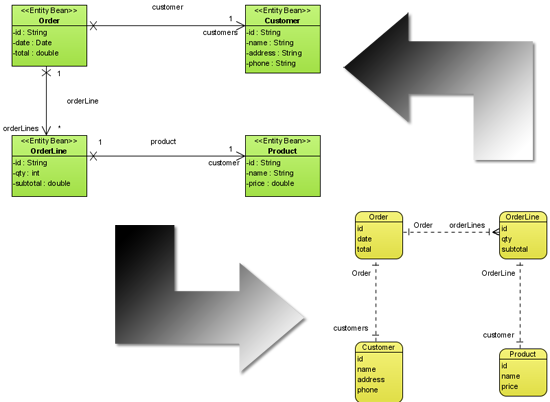 <<Entity Bean>>
Order
-id : String
-date : Date
-total : double
customer
1
customers
<<Entity Bean>>
Customer
-id : String
-name : String
-address : String
-phone : String
1
orderLine
orderLines
*
<<Entity Bean>>
OrderLine
-id : String
-qty : int
-subtotal : double
1
product
1
customer
<<Entity Bean>>
Product
-id : String
-name : String
-price : double
Order
id
date
total
Order
orderLines
OrderLine
id
qty
subtotal
Order
OrderLine
customers
customer
Customer
id
name
address
phone
Product
id
name
price